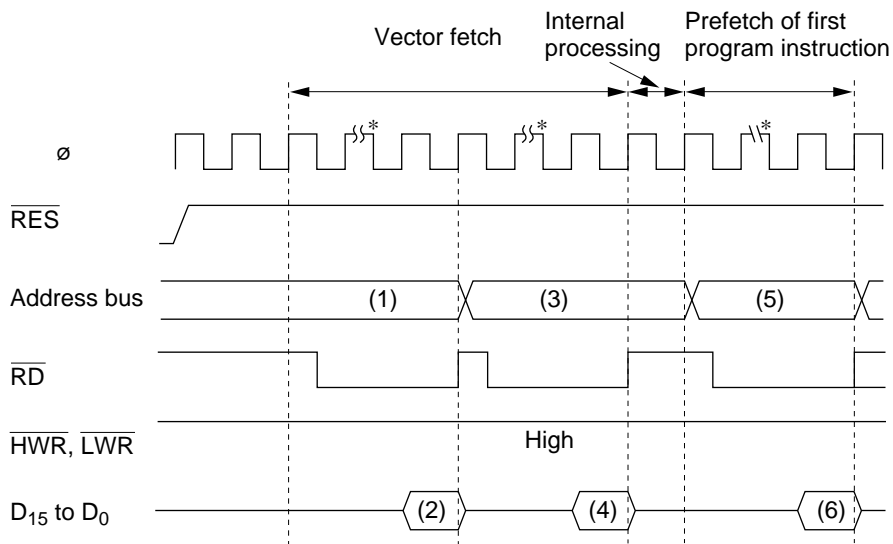 Vector fetch
Internal
processing
Prefetch of first
program instruction
ø
*
*
*
RES
Address bus
(1)
(3)
(5)
RD
HWR, LWR
High
D15 to D0
(2)
(4)
(6)